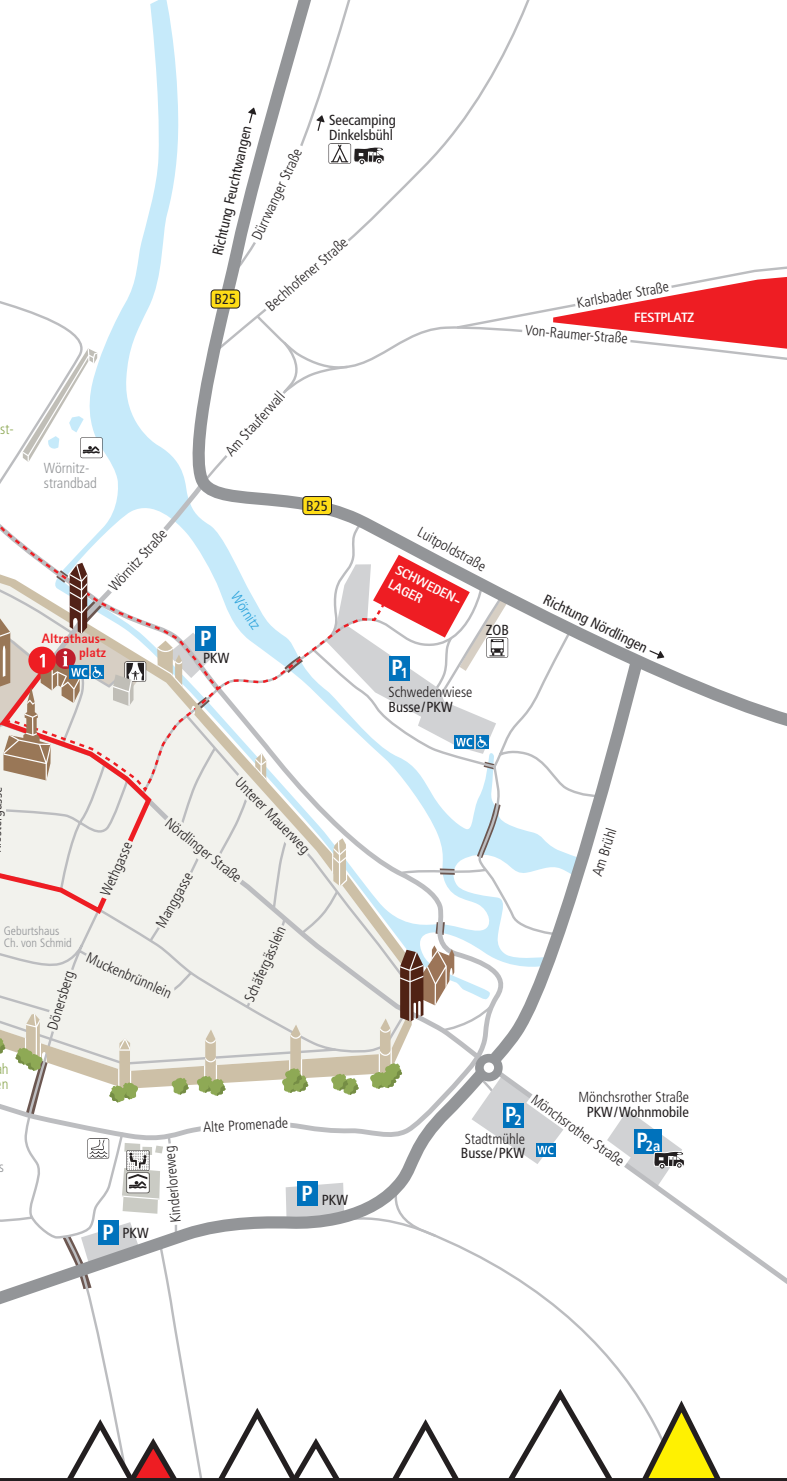 Seecamping
Dinkelsbühl
Richtung Feuchtwangen
Dürrwanger Straße
Bechhofener Straße
B25
Karlsbader Straße
FESTPLATZ
Von-Raumer-Straße
Am Stauferwall
st-
Wörnitz-
strandbad
B25
Luitpoldstraße
Wörnitz Straße
SCHWEDEN-
LAGER
Wörnitz
Richtung Nördlingen
ZOB
Altrathaus-
platz
1
i
WC
P
PKW
P1
Schwedenwiese
Busse/PKW
WC
Unterer Mauerweg
Nördlinger Straße
Wethgasse
Manggasse
Am Brühl
Geburtshaus
Ch. von Schmid
Muckenbrünnlein
Schäfergässlein
Dönersberg
Mönchsrother Straße
PKW/Wohnmobile
P2
Mönchsrother Straße
P2a
Stadtmühle
Busse/PKW
WC
Alte Promenade
Kinderloreweg
P
PKW
P
PKW